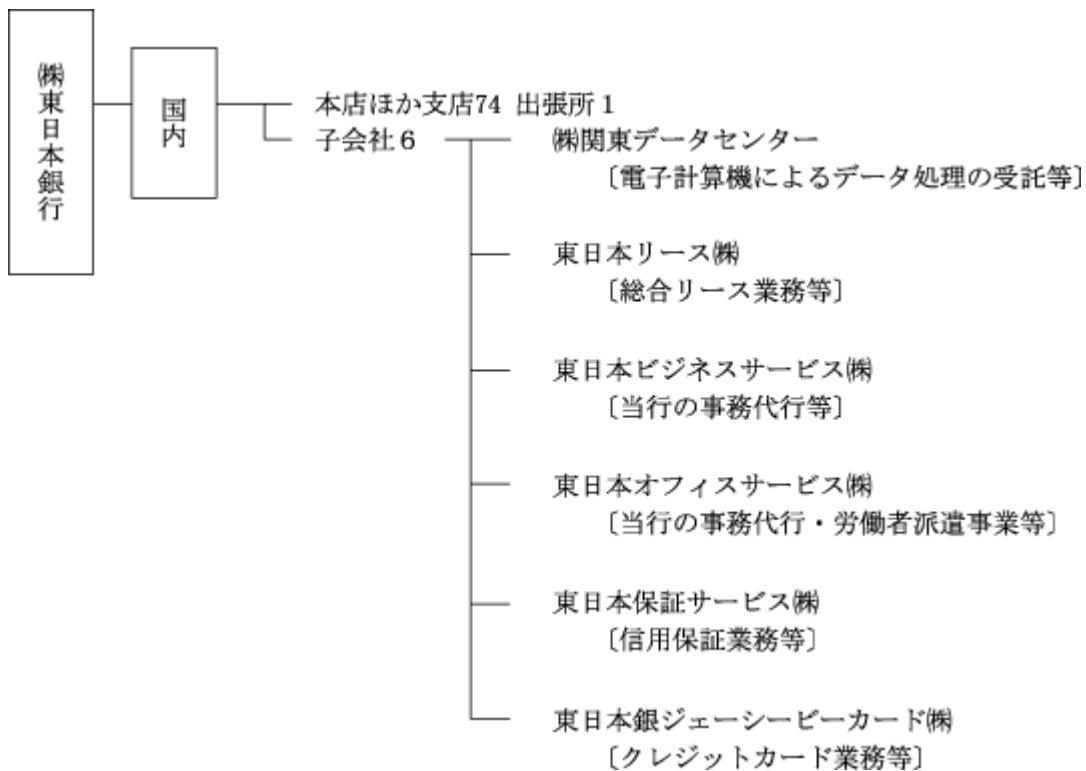 ㈱東日本銀行
国内
本店ほか支店74 出張所1
子会社6
㈱関東データセンター
〔電子計算機によるデータ処理の受託等〕
東日本リース㈱
〔総合リース業務等〕
東日本ビジネスサービス㈱
〔当行の事務代行等〕
東日本オフィスサービス㈱
〔当行の事務代行・労働者派遣事業等〕
東日本保証サービス㈱
〔信用保証業務等〕
東日本銀ジェーシービーカード㈱
〔クレジットカード業務等〕